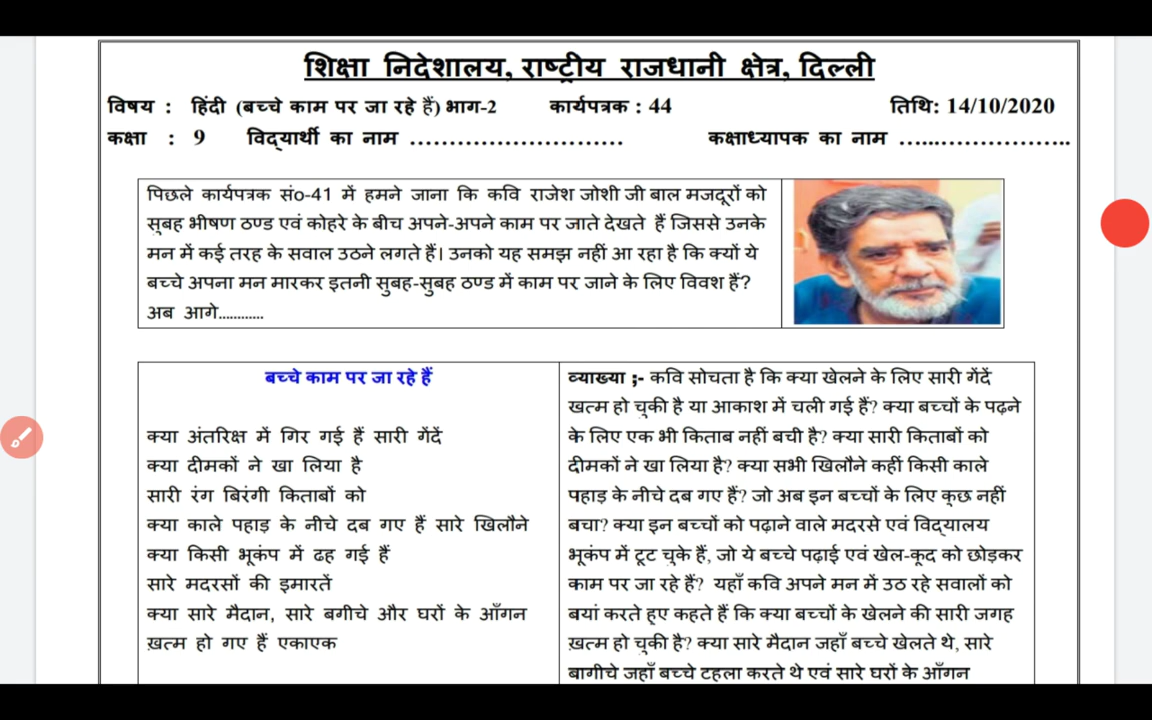 शिक्षा निदेशालय, राष्ट्रीय राजधानी क्षेत्र, दिल्ली
विषय : हिंदी (बच्चे काम पर जा रहे हैं) भाग-2 कार्यपत्रक : 44 तिथि: 14/10/2020
कक्षा : 9 विद्यार्थी का नाम ........................... कक्षाध्यापक का नाम ........................
पिछले कार्यपत्रक सं0-41 में हमने जाना कि कवि राजेश जोशी जी बाल मजदूरों को
सुबह भीषण ठण्ड एवं कोहरे के बीच अपने-अपने काम पर जाते देखते हैं जिससे उनके
मन में कई तरह के सवाल उठने लगते हैं। उनको यह समझ नहीं आ रहा है कि क्यों ये
बच्चे अपना मन मारकर इतनी सुबह-सुबह ठण्ड में काम पर जाने के लिए विवश हैं?
अब आगे............
बच्चे काम पर जा रहे हैं
क्या अंतरिक्ष में गिर गई हैं सारी गेंदें
क्या दीमकों ने खा लिया है
सारी रंग बिरंगी किताबों को
क्या काले पहाड़ के नीचे दब गए हैं सारे खिलौने
क्या किसी भूकंप में ढह गई हैं
सारे मदरसों की इमारतें
क्या सारे मैदान, सारे बगीचे और घरों के आँगन
ख़त्म हो गए हैं एकाएक
व्याख्या ;- कवि सोचता है कि क्या खेलने के लिए सारी गेंदें
खत्म हो चुकी है या आकाश में चली गई हैं? क्या बच्चों के पढ़ने
के लिए एक भी किताब नहीं बची है? क्या सारी किताबों को
दीमकों ने खा लिया है? क्या सभी खिलौने कहीं किसी काले
पहाड़ के नीचे दब गए हैं? जो अब इन बच्चों के लिए कुछ नहीं
बचा? क्या इन बच्चों को पढ़ाने वाले मदरसे एवं विद्यालय
भूकंप में टूट चुके हैं, जो ये बच्चे पढ़ाई एवं खेल-कूद को छोड़कर
काम पर जा रहे हैं? यहाँ कवि अपने मन में उठ रहे सवालों को
बयां करते हुए कहते हैं कि क्या बच्चों के खेलने की सारी जगह
ख़त्म हो चुकी है? क्या सारे मैदान जहाँ बच्चे खेलते थे, सारे
बागीचे जहाँ बच्चे टहला करते थे एवं सारे घरों के आँगन